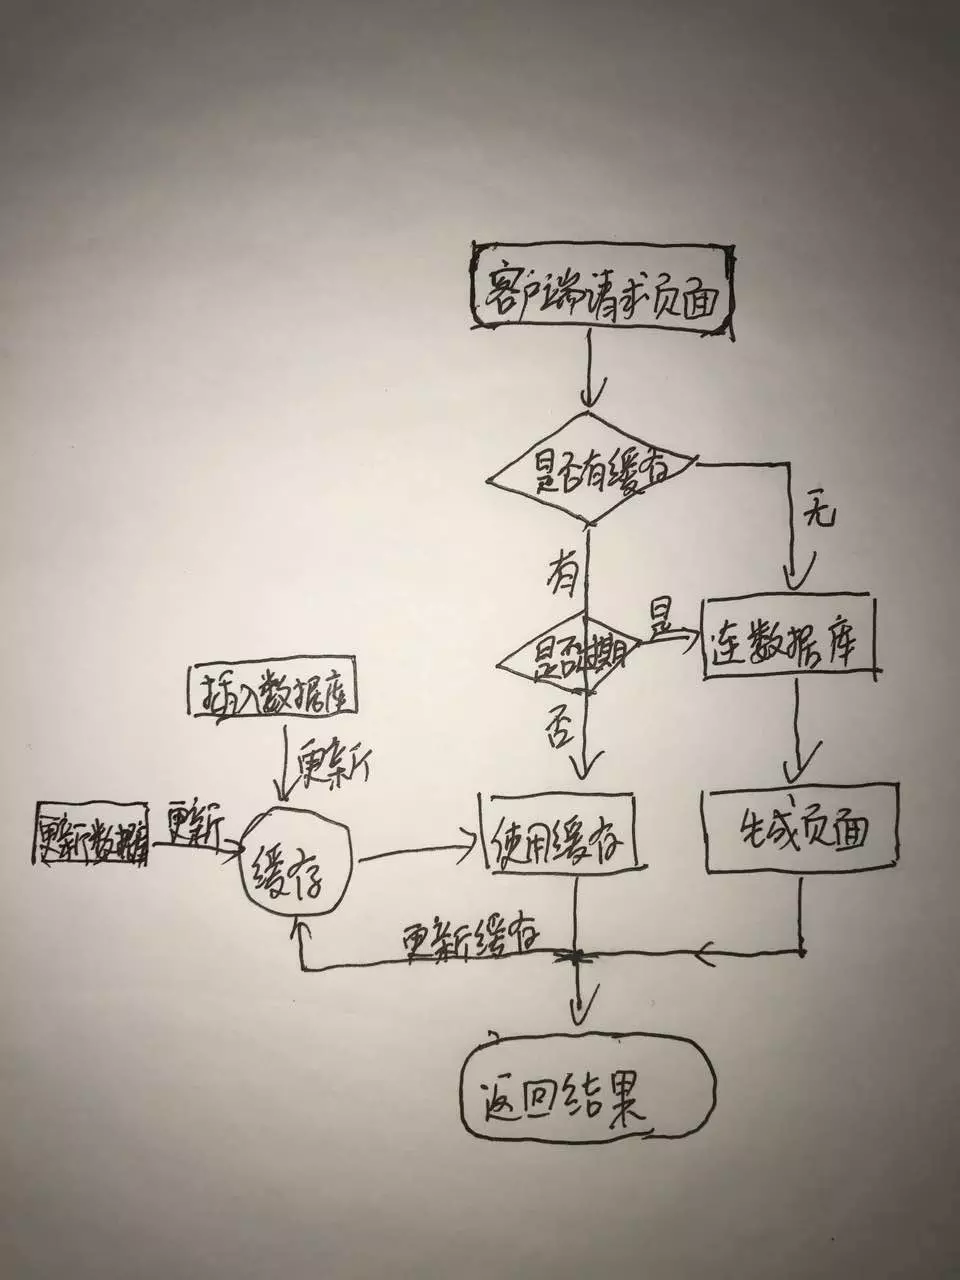 客户端请求页面
是否有缓存
无
有
是
是否过期
连数据库
插入数据库
否
更新
更新数据库
更新
缓存
使用缓存
生成页面
更新缓存
返回结果